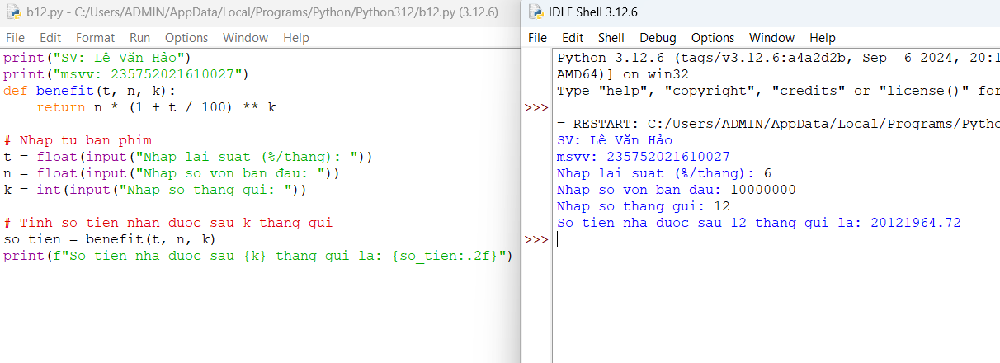 b12.py - C:/Users/ADMIN/AppData/Local/Programs/Python/Python312/b12.py (3.12.6)
File Edit Format Run Options Window Help
print("SV: Lê Văn Hảo")
print("msvv: 235752021610027")
def benefit(t, n, k):
    return n * (1 + t / 100) ** k
# Nhap tu ban phim
t = float(input("Nhap lai suat (%/thang): "))
n = float(input("Nhap so von ban đau: "))
k = int(input("Nhap so thang gui: "))
# Tinh so tien nhan duoc sau k thang gui
so_tien = benefit(t, n, k)
print(f"So tien nha duoc sau {k} thang gui la: {so_tien:.2f}")
IDLE Shell 3.12.6
File Edit Shell Debug Options Window Help
Python 3.12.6 (tags/v3.12.6:a4a2d2b, Sep  6 2024, 20:1
AMD64)] on win32
Type "help", "copyright", "credits" or "license()" for
>>>
= RESTART: C:/Users/ADMIN/AppData/Local/Programs/Pytho
SV: Lê Văn Hảo
msvv: 235752021610027
Nhap lai suat (%/thang): 6
Nhap so von ban đau: 10000000
Nhap so thang gui: 12
So tien nha duoc sau 12 thang gui la: 20121964.72
>>>